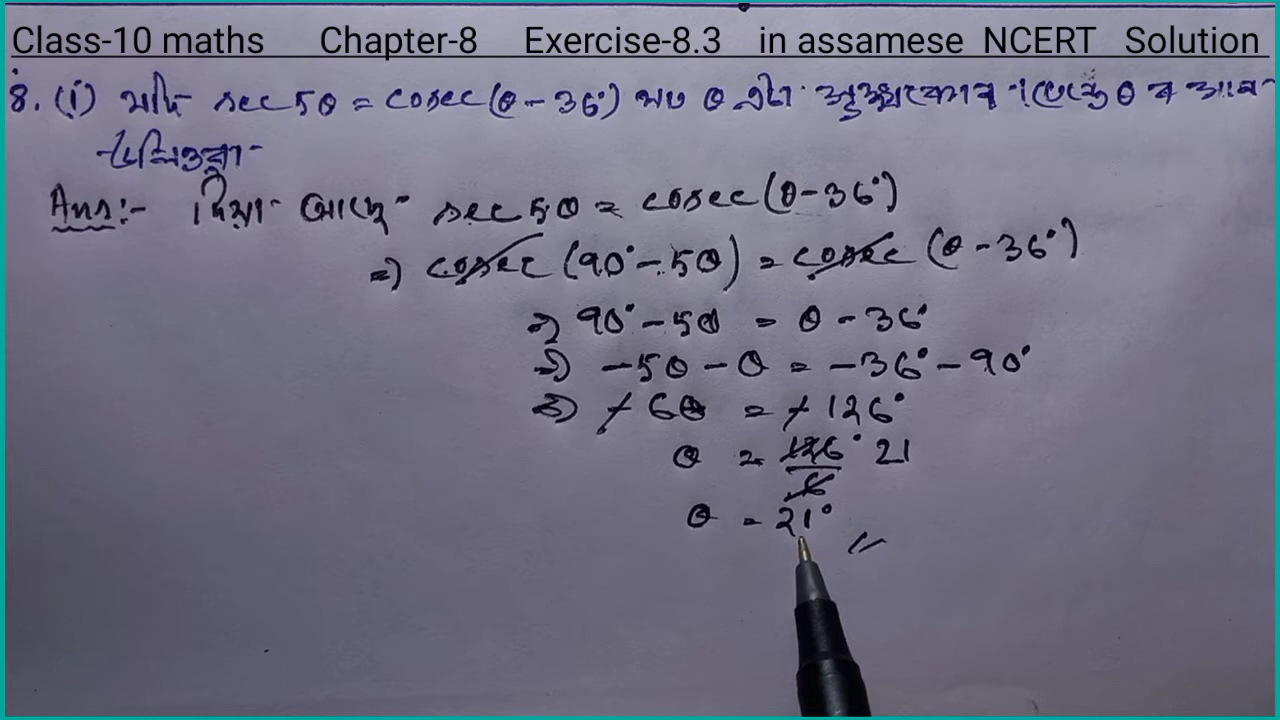 Class-10 maths Chapter-8 Exercise-8.3 in assamese NCERT Solution
8. (i) যদি sec 5θ = cosec(θ - 36°) য'ত θ এটা সূক্ষ্মকোণ θ ৰ মান
উলিওৱা
Ans:- দিয়া আছে sec 5θ = cosec(θ-36°)
=) cosec (90°-5θ) = cosec (θ-36°)
=) 90° - 5θ = θ - 36°
=) -5θ - θ = -36° - 90°
=) -6θ = -126°
θ = 126°/6 21
θ = 21°